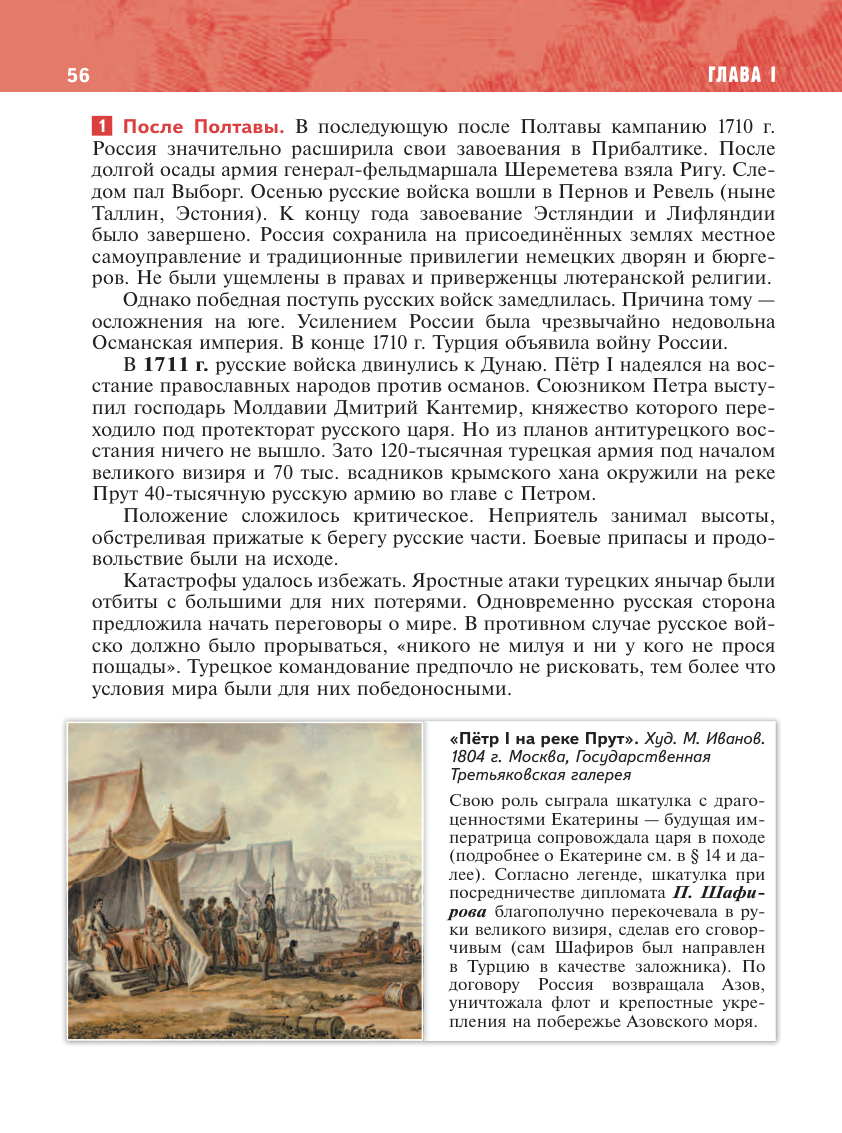 56
ГЛАВА I
1 После Полтавы. В последующую после Полтавы кампанию 1710 г.
Россия значительно расширила свои завоевания в Прибалтике. После
долгой осады армия генерал-фельдмаршала Шереметева взяла Ригу. Сле-
дом пал Выборг. Осенью русские войска вошли в Пернов и Ревель (ныне
Таллин, Эстония). К концу года завоевание Эстляндии и Лифляндии
было завершено. Россия сохранила на присоединённых землях местное
самоуправление и традиционные привилегии немецких дворян и бюрге-
ров. Не были ущемлены в правах и приверженцы лютеранской религии.
Однако победная поступь русских войск замедлилась. Причина тому —
осложнения на юге. Усилением России была чрезвычайно недовольна
Османская империя. В конце 1710 г. Турция объявила войну России.
В 1711 г. русские войска двинулись к Дунаю. Пётр I надеялся на вос-
стание православных народов против османов. Союзником Петра высту-
пил господарь Молдавии Дмитрий Кантемир, княжество которого пере-
ходило под протекторат русского царя. Но из планов антитурецкого вос-
стания ничего не вышло. Зато 120-тысячная турецкая армия под началом
великого визиря и 70 тыс. всадников крымского хана окружили на реке
Прут 40-тысячную русскую армию во главе с Петром.
Положение сложилось критическое. Неприятель занимал высоты,
обстреливая прижатые к берегу русские части. Боевые припасы и продо-
вольствие были на исходе.
Катастрофы удалось избежать. Яростные атаки турецких янычар были
отбиты с большими для них потерями. Одновременно русская сторона
предложила начать переговоры о мире. В противном случае русское вой-
ско должно было прорываться, «никого не милуя и ни у кого не прося
пощады». Турецкое командование предпочло не рисковать, тем более что
условия мира были для них победоносными.
«Пётр I на реке Прут». Худ. М. Иванов.
1804 г. Москва, Государственная
Третьяковская галерея
Свою роль сыграла шкатулка с драго-
ценностями Екатерины — будущая им-
ператрица сопровождала царя в походе
(подробнее о Екатерине см. в § 14 и да-
лее). Согласно легенде, шкатулка при
посредничестве дипломата П. Шафи-
рова благополучно перекочевала в ру-
ки великого визиря, сделав его сговор-
чивым (сам Шафиров был направлен
в Турцию в качестве заложника). По
договору Россия возвращала Азов,
уничтожала флот и крепостные укре-
пления на побережье Азовского моря.